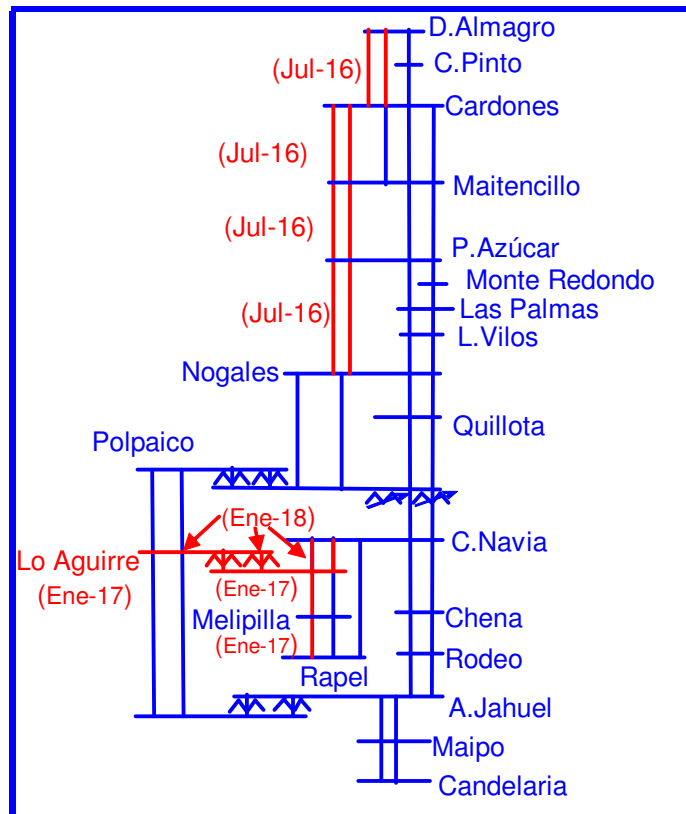 D.Almagro
(Jul-16)
C.Pinto
Cardones
(Jul-16)
Maitencillo
(Jul-16)
P.Azúcar
Monte Redondo
(Jul-16)
Las Palmas
L.Vilos
Nogales
Quillota
Polpaico
(Ene-18)
C.Navia
Lo Aguirre
(Ene-17)
(Ene-17)
Melipilla
Chena
(Ene-17)
Rodeo
Rapel
A.Jahuel
Maipo
Candelaria